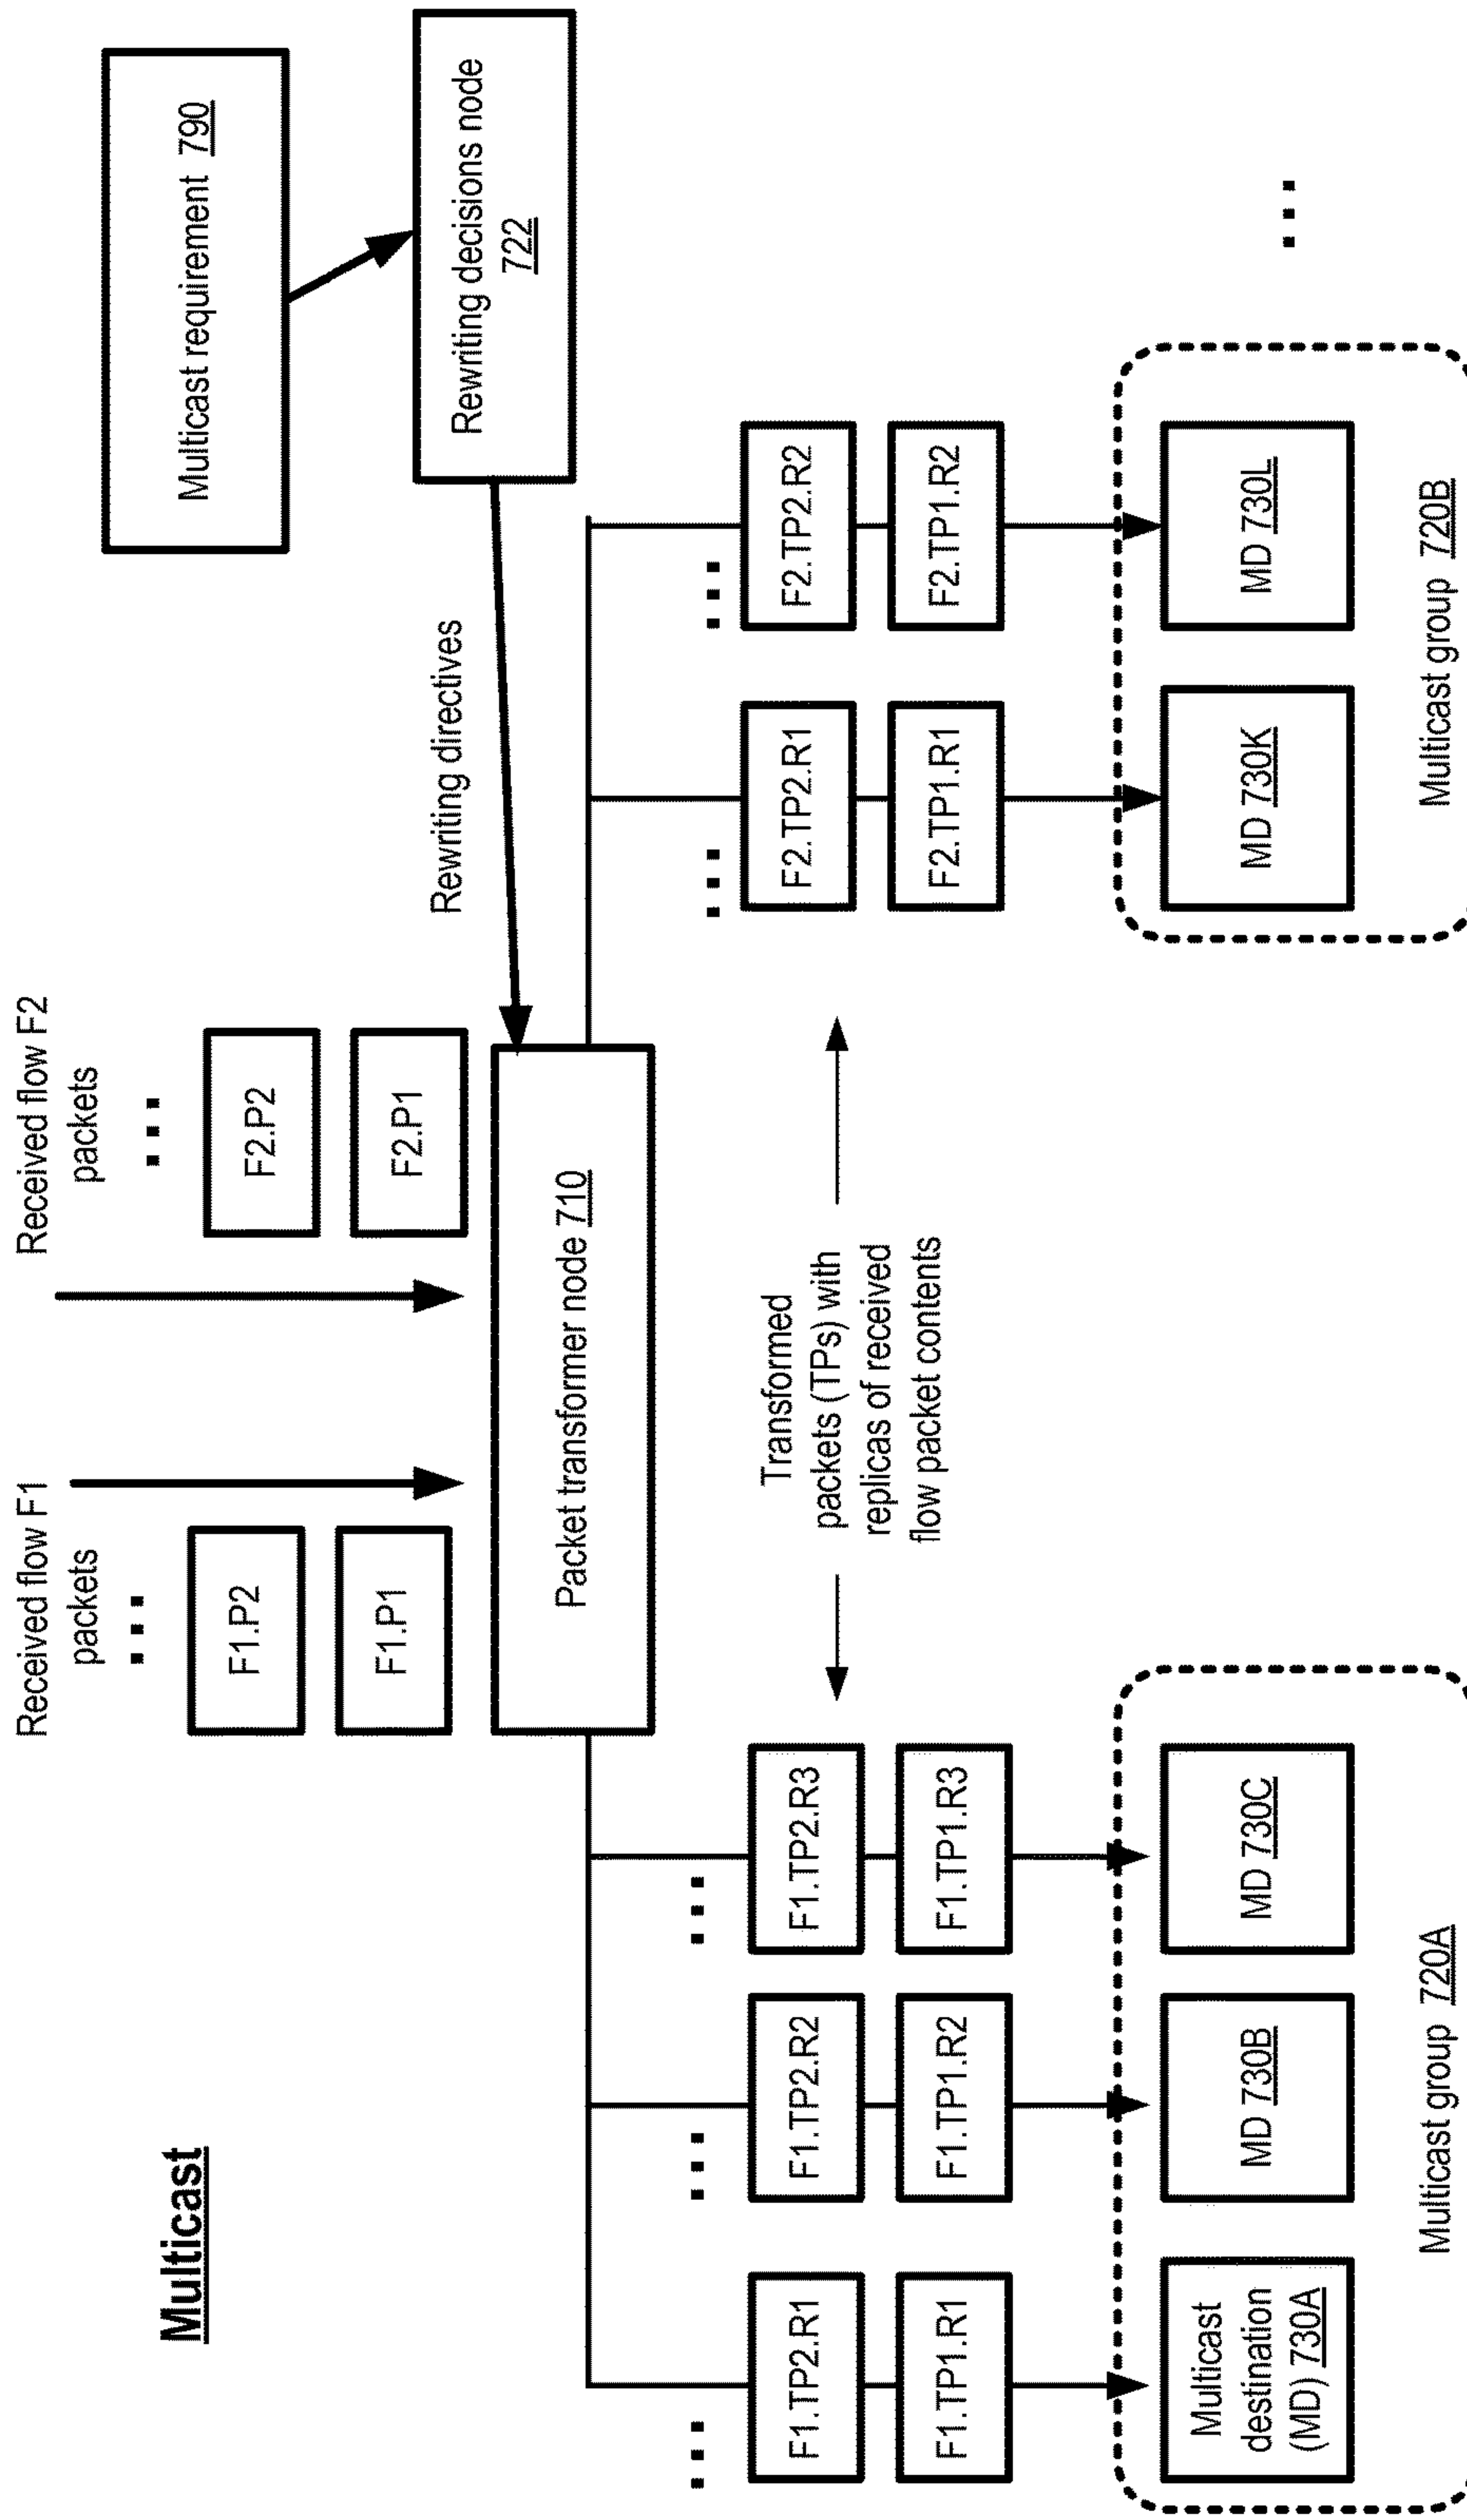 Multicast
Received flow F1
packets
...
F1.P2
F1.P1
Received flow F2
packets
...
F2.P2
F2.P1
Multicast requirement 790
Rewriting decisions node
722
Rewriting directives
Packet transformer node 710
...
F1.TP2.R1
F1.TP1.R1
...
F1.TP2.R2
F1.TP1.R2
...
F1.TP2.R3
F1.TP1.R3
Transformed
packets (TPs) with
replicas of received
flow packet contents
...
F2.TP2.R1
F2.TP1.R1
...
F2.TP2.R2
F2.TP1.R2
Multicast
destination
(MD) 730A
MD 730B
MD 730C
MD 730K
MD 730L
...
Multicast group 720A
Multicast group 720B